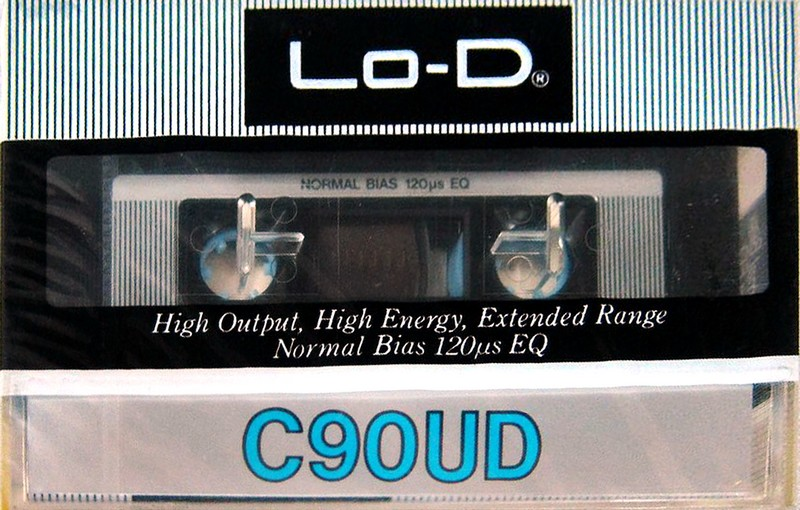 Lo-D®
NORMAL BIAS 120µs EQ
High Output, High Energy, Extended Range
Normal Bias 120µs EQ
C90UD